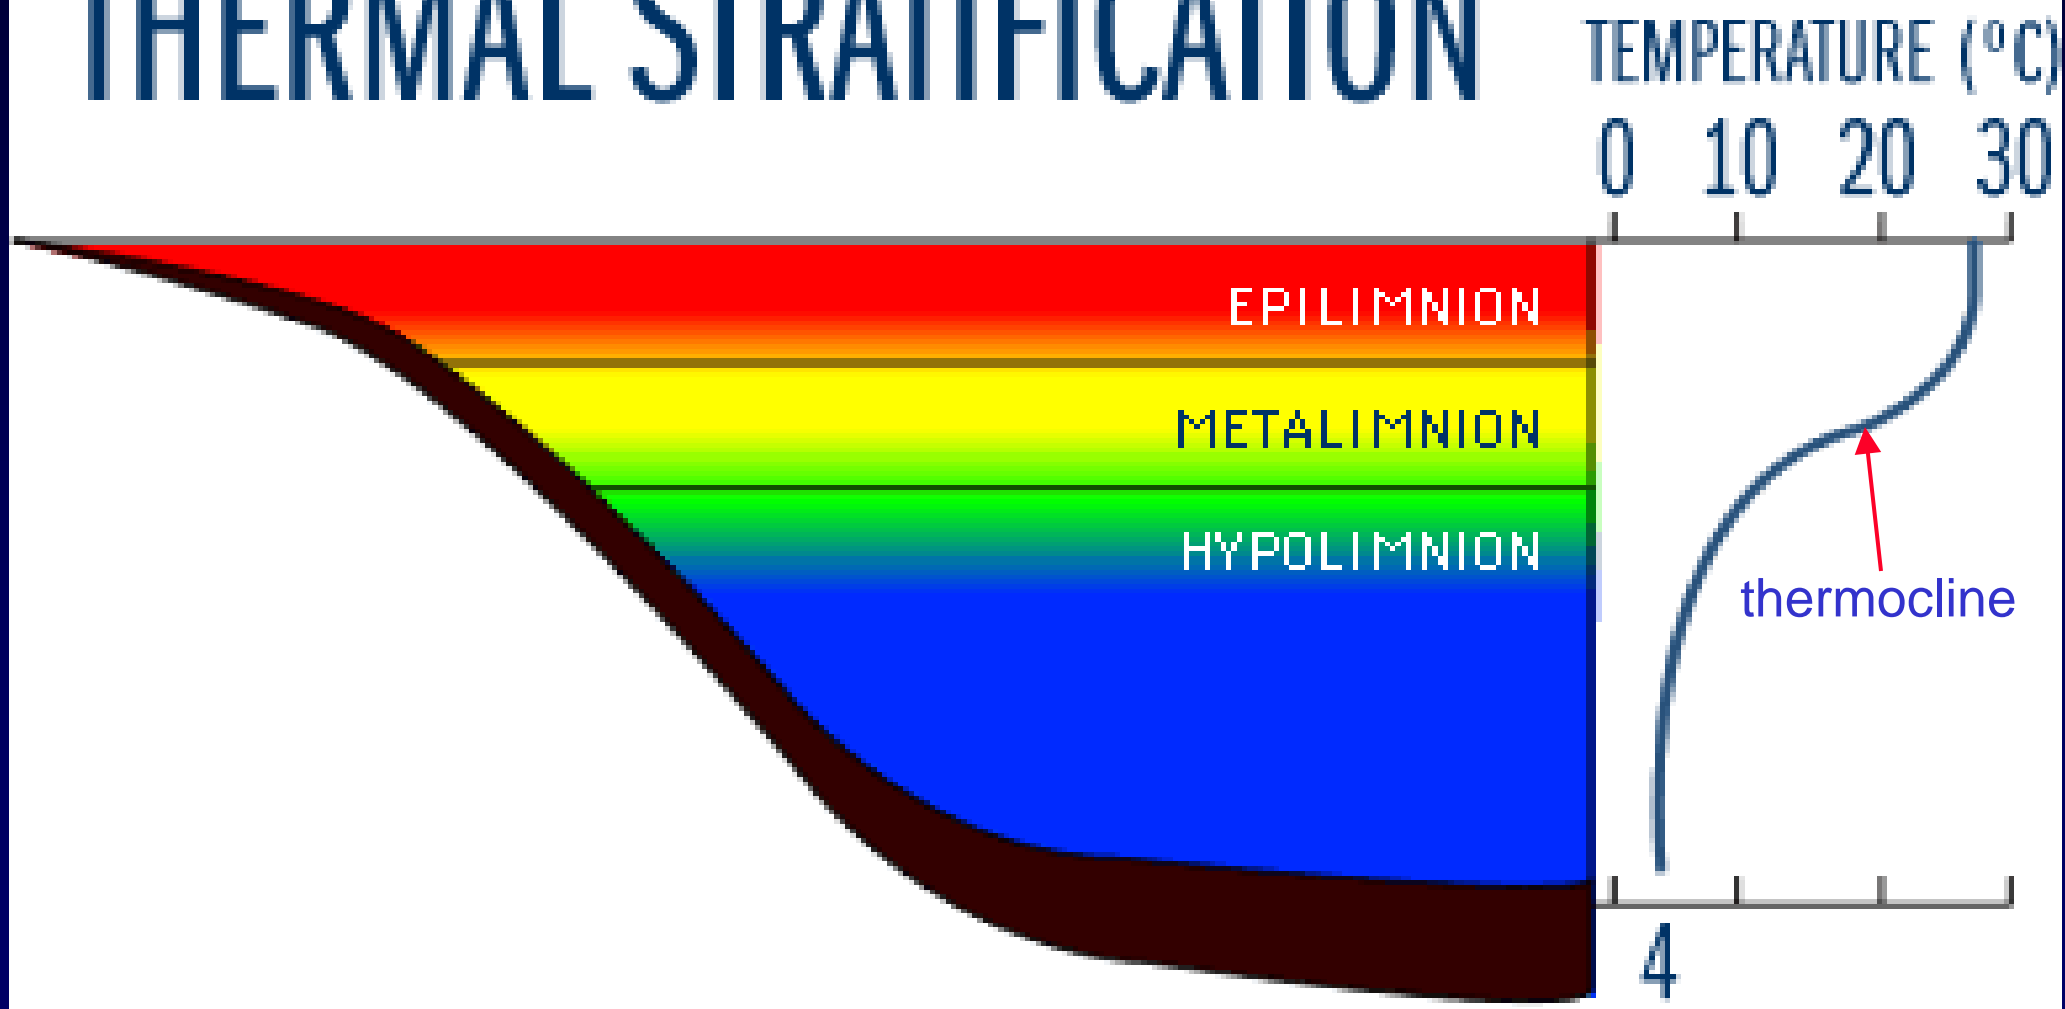 THERMAL STRATIFICATION
TEMPERATURE (°C)
0 10 20 30
EPILIMNION
METALIMNION
HYPOLIMNION
thermocline
4